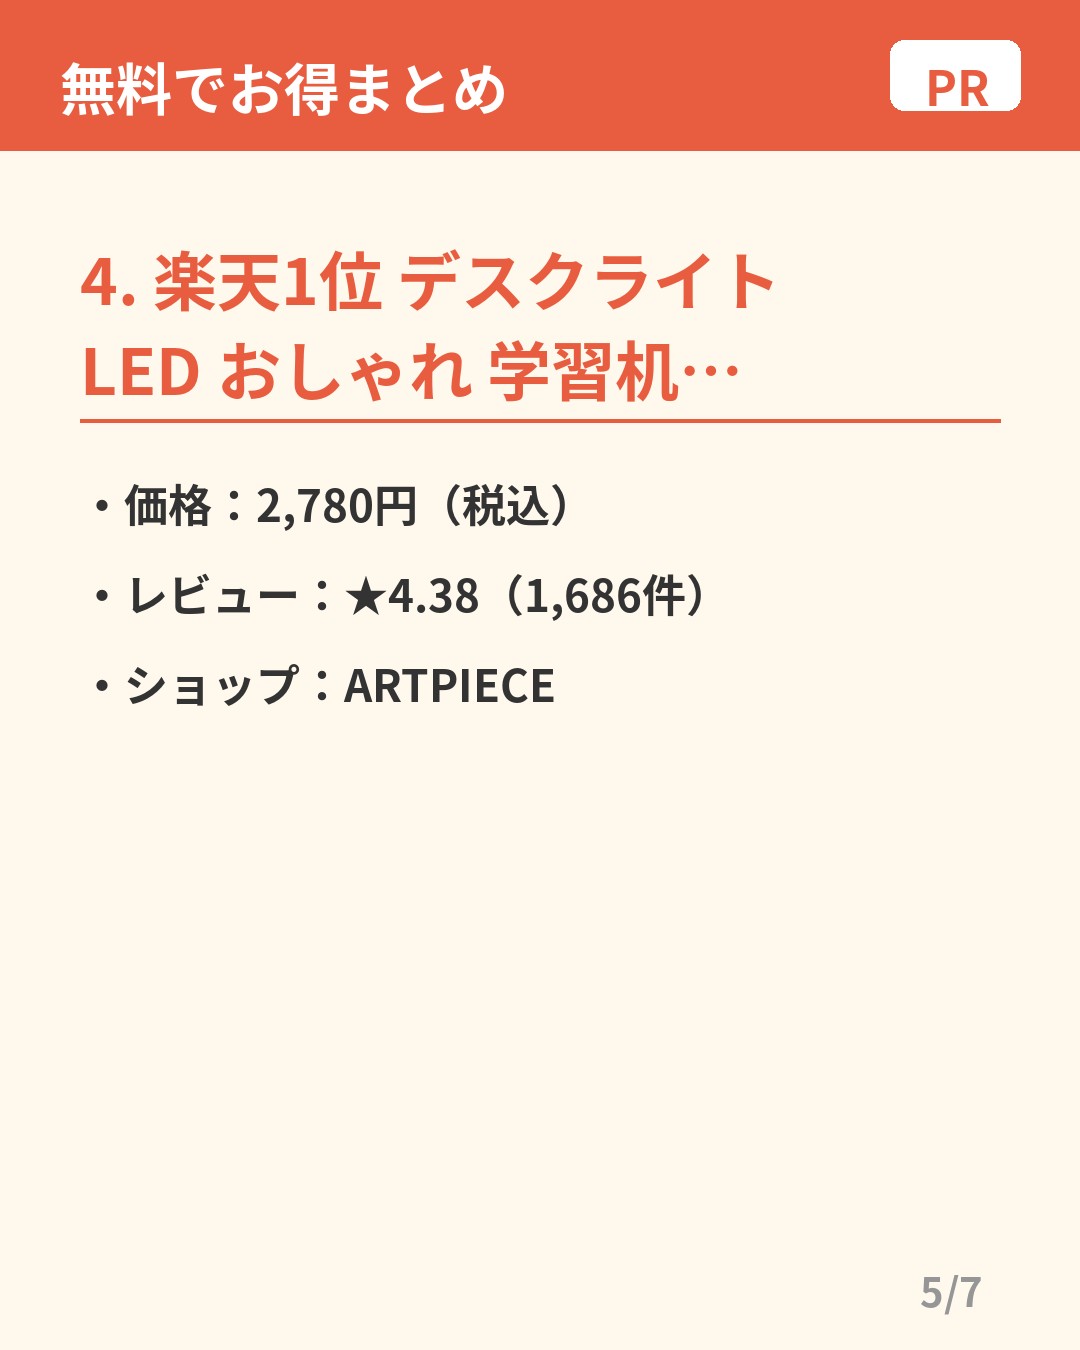 無料でお得まとめ
PR
4. 楽天1位 デスクライト
LED おしゃれ 学習机…
・価格：2,780円（税込）
・レビュー：★4.38（1,686件）
・ショップ：ARTPIECE
5/7